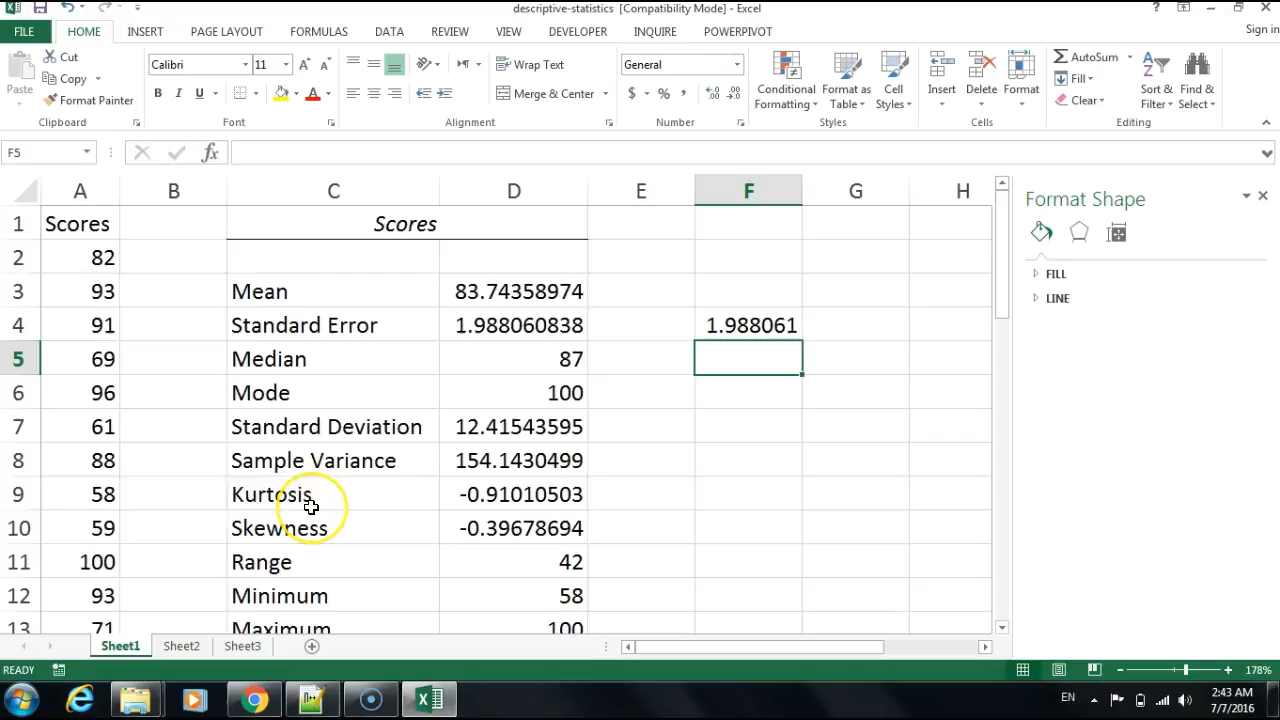 descriptive-statistics [Compatibility Mode] - Excel
FILE HOME INSERT PAGE LAYOUT FORMULAS DATA REVIEW VIEW DEVELOPER INQUIRE POWERPIVOT Sign in
Paste
Cut
Copy
Format Painter
Calibri 11
B I U
Wrap Text
Merge & Center
General
$ %
Conditional Formatting
Format as Table
Cell Styles
Insert
Delete
Format
AutoSum
Fill
Clear
Sort & Filter
Find & Select
Clipboard Font Alignment Number Styles Cells Editing
F5 fx
A B C D E F G H
1 Scores Scores
2 82
3 93 Mean 83.74358974
4 91 Standard Error 1.988060838 1.988061
5 69 Median 87
6 96 Mode 100
7 61 Standard Deviation 12.41543595
8 88 Sample Variance 154.1430499
9 58 Kurtosis -0.91010503
10 59 Skewness -0.39678694
11 100 Range 42
12 93 Minimum 58
13 71 Maximum 100
Format Shape
FILL
LINE
Sheet1 Sheet2 Sheet3
READY 178%
EN 2:43 AM
7/7/2016